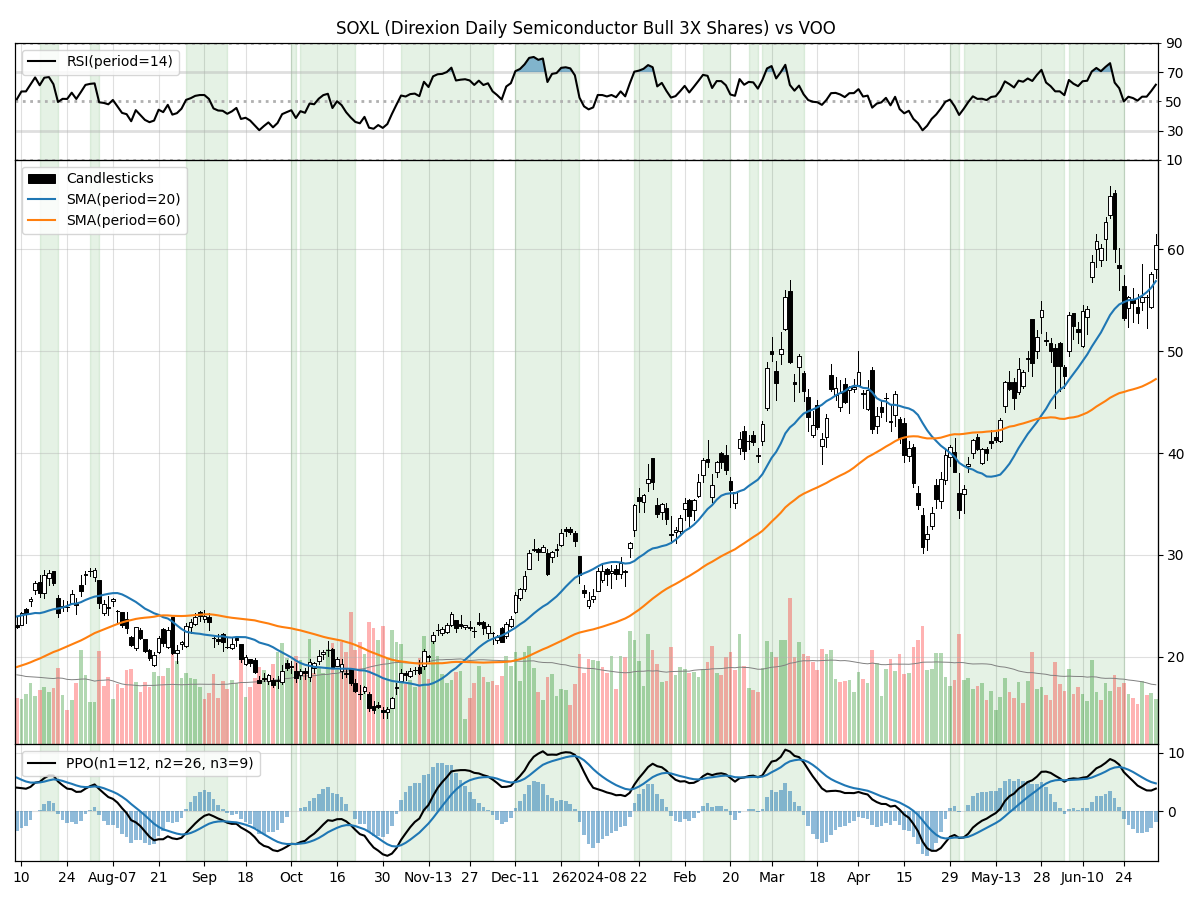 SOXL (Direxion Daily Semiconductor Bull 3X Shares) vs VOO
RSI(period=14)
90
70
50
30
10
Candlesticks
SMA(period=20)
SMA(period=60)
60
50
40
30
20
PPO(n1=12, n2=26, n3=9)
10
0
10 24 Aug-07 21 Sep 18 Oct 16 30 Nov-13 27 Dec-11 26 2024-08 22 Feb 20 Mar 18 Apr 15 29 May-13 28 Jun-10 24